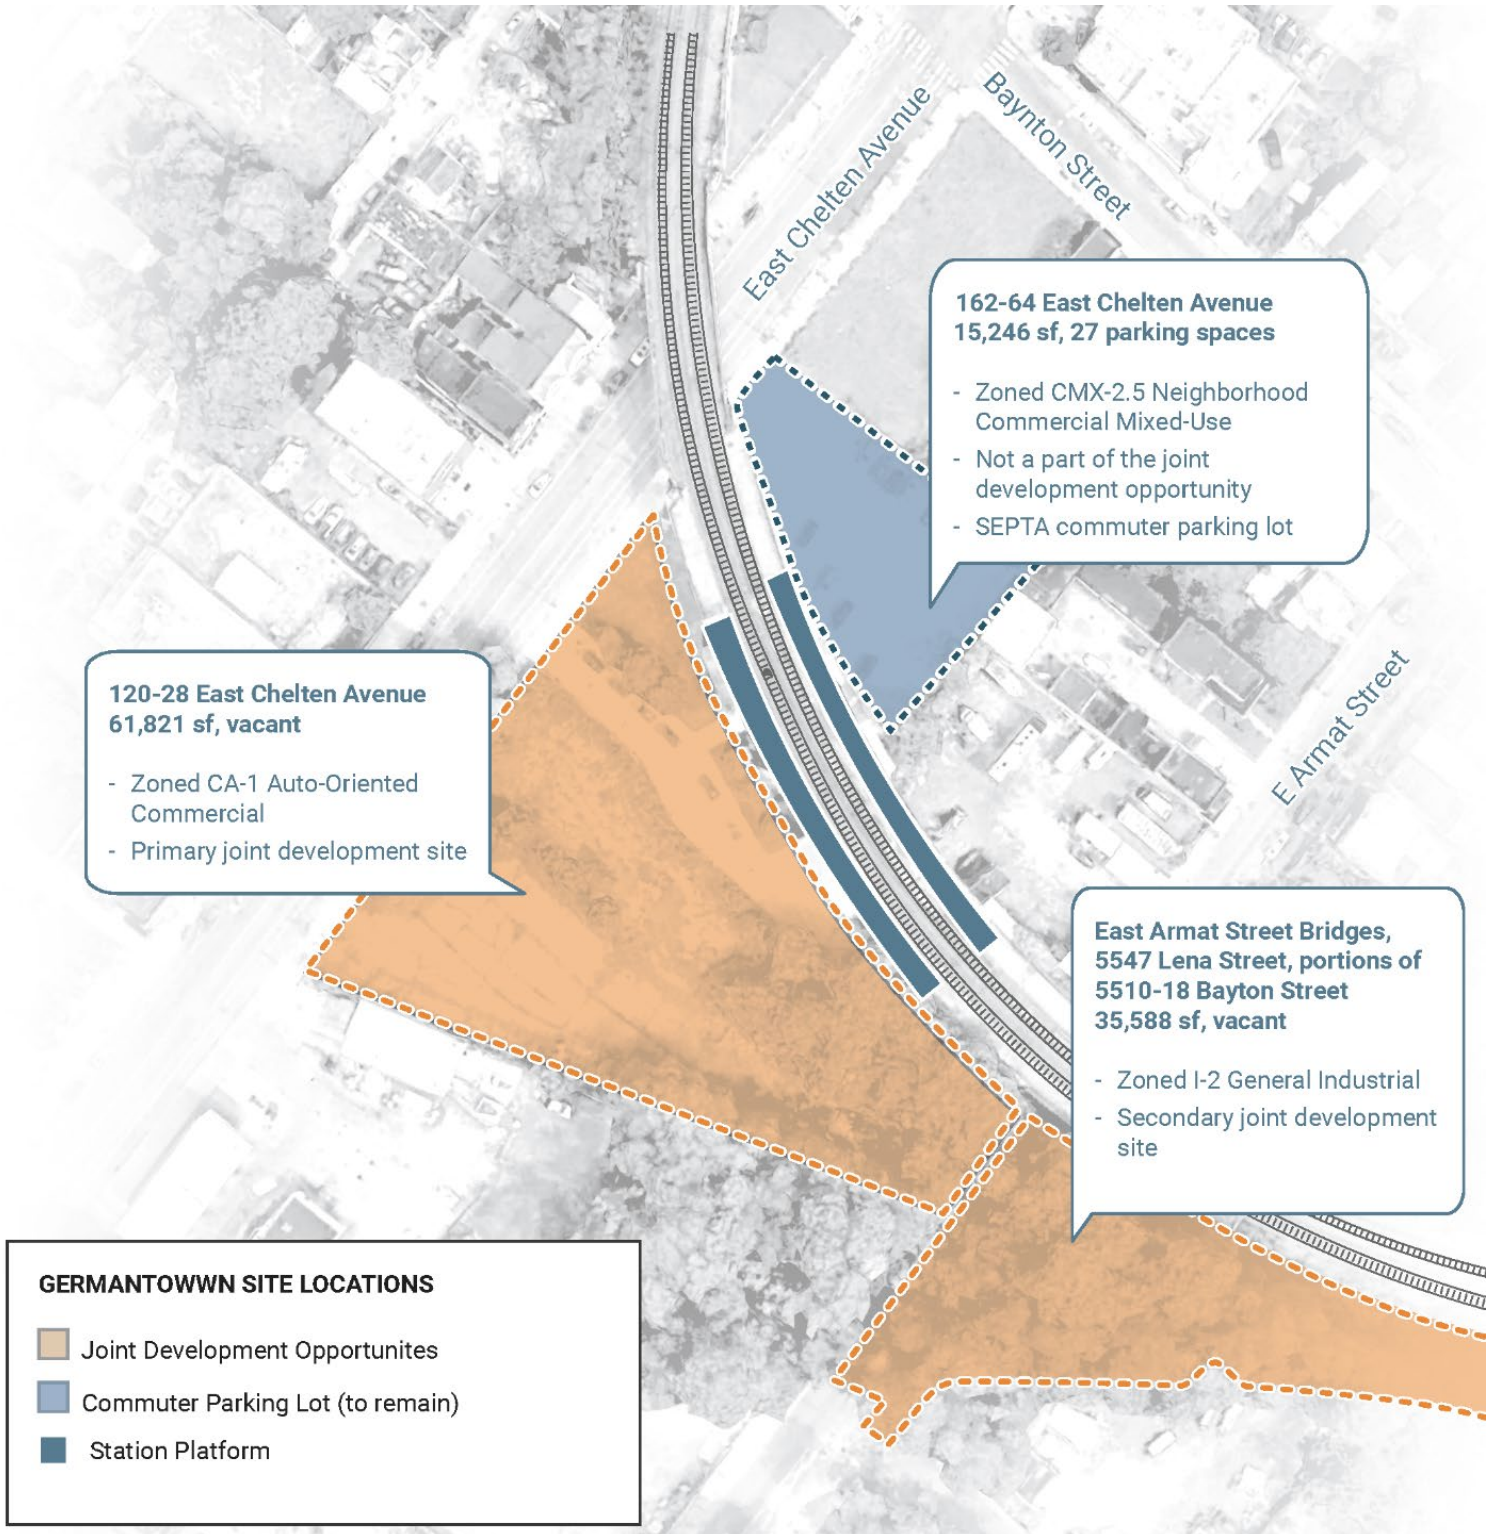 East Chelten Avenue
Baynton Street
162-64 East Chelten Avenue
15,246 sf, 27 parking spaces
- Zoned CMX-2.5 Neighborhood
Commercial Mixed-Use
- Not a part of the joint
development opportunity
- SEPTA commuter parking lot
120-28 East Chelten Avenue
61,821 sf, vacant
- Zoned CA-1 Auto-Oriented
Commercial
- Primary joint development site
E Armat Street
East Armat Street Bridges,
5547 Lena Street, portions of
5510-18 Bayton Street
35,588 sf, vacant
- Zoned I-2 General Industrial
- Secondary joint development
site
GERMANTOWWN SITE LOCATIONS
Joint Development Opportunites
Commuter Parking Lot (to remain)
Station Platform